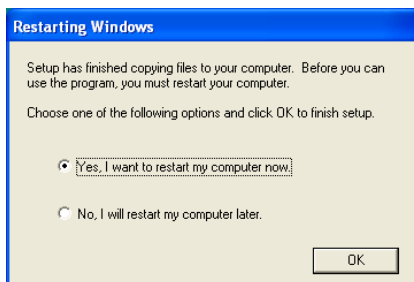 Restarting Windows
Setup has finished copying files to your computer. Before you can
use the program, you must restart your computer.
Choose one of the following options and click OK to finish setup.
Yes, I want to restart my computer now.
No, I will restart my computer later.
OK